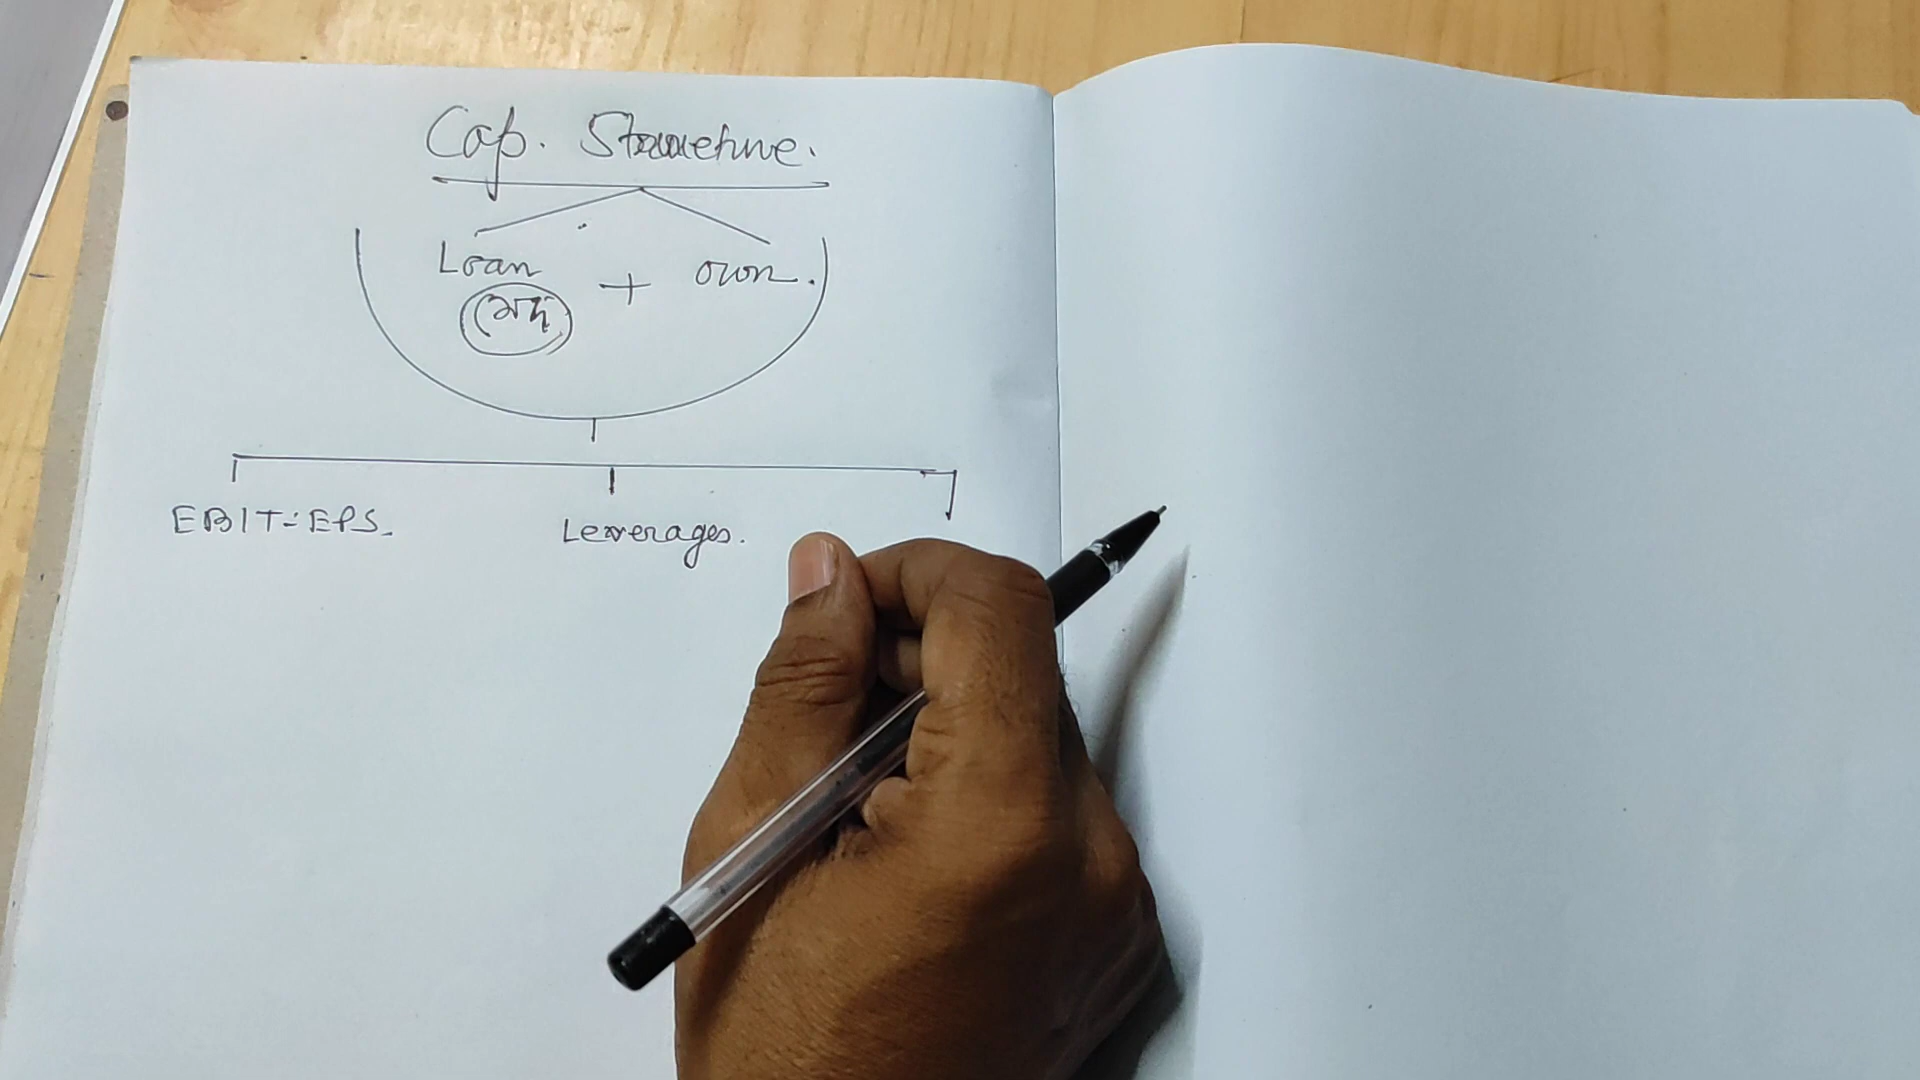 Cap. Structure.
Loan + own.
EBIT-EPS.
Leverages.